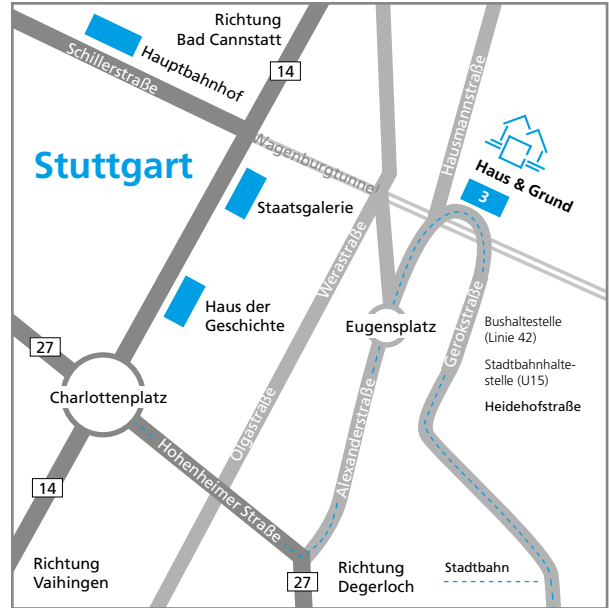 Richtung
Bad Cannstatt
Schillerstraße
Hauptbahnhof
14
Hausmannstraße
Stuttgart
Wagenburgtunnel
Haus & Grund
3
Staatsgalerie
Werastraße
Haus der
Geschichte
Eugensplatz
Gerokstraße
Bushaltestelle
(Linie 42)
Stadtbahnhalte-
stelle (U15)
Heidehofstraße
27
Charlottenplatz
Olgastraße
Alexanderstraße
Hohenheimer Straße
14
Richtung
Vaihingen
27
Richtung
Degerloch
Stadtbahn